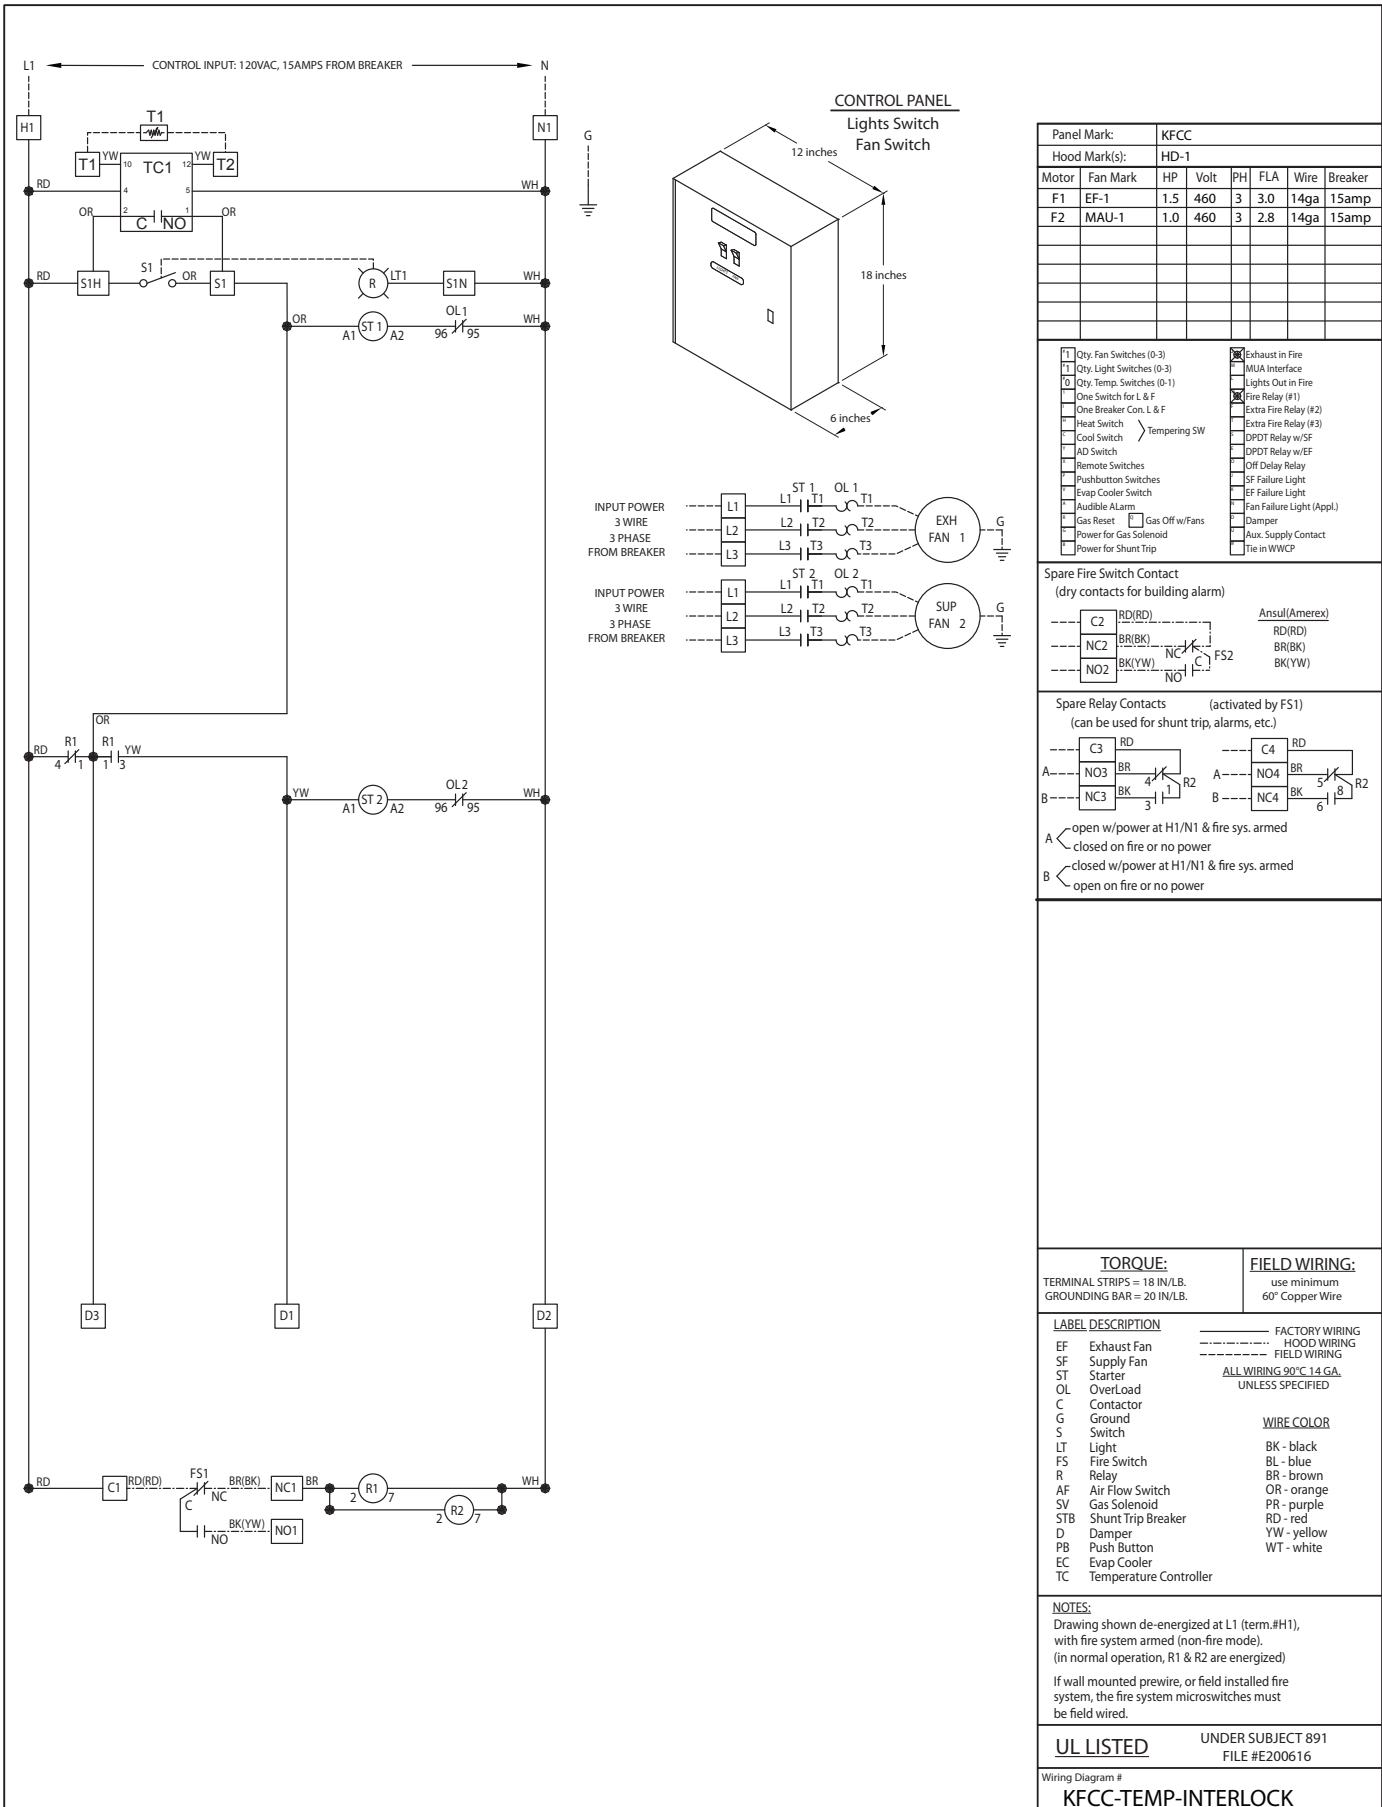 L1 CONTROL INPUT: 120VAC, 15AMPS FROM BREAKER N
H1 T1 N1 G
T1 YW 10 TC1 12 YW T2
RD 4 5 WH
OR 2 C NO 1 OR
RD S1H S1 OR S1 R LT1 S1N WH
OR A1 ST 1 A2 OL1 96 95 WH
OR
RD R1 4 1 R1 1 3 YW
YW A1 ST 2 A2 OL2 96 95 WH
D3 D1 D2
RD C1 RD(RD) FS1 C NC BR(BK) NC1 BR 2 R1 7 WH
2 R2 7
NO BK(YW) NO1
CONTROL PANEL
Lights Switch
Fan Switch
12 inches
18 inches
6 inches
ST 1 OL 1
INPUT POWER L1 L1 T1 T1
3 WIRE L2 L2 T2 T2 EXH G
3 PHASE FAN 1
FROM BREAKER L3 L3 T3 T3
ST 2 OL 2
INPUT POWER L1 L1 T1 T1
3 WIRE L2 L2 T2 T2 SUP G
3 PHASE FAN 2
FROM BREAKER L3 L3 T3 T3
Panel Mark: KFCC
Hood Mark(s): HD-1
Motor Fan Mark HP Volt PH FLA Wire Breaker
F1 EF-1 1.5 460 3 3.0 14ga 15amp
F2 MAU-1 1.0 460 3 2.8 14ga 15amp
1 Qty. Fan Switches (0-3)
1 Qty. Light Switches (0-3)
0 Qty. Temp. Switches (0-1)
One Switch for L & F
One Breaker Con. L & F
Heat Switch
Cool Switch
Tempering SW
AD Switch
Remote Switches
Pushbutton Switches
Evap Cooler Switch
Audible ALarm
Gas Reset Gas Off w/Fans
Power for Gas Solenoid
Power for Shunt Trip
Exhaust in Fire
MUA Interface
Lights Out in Fire
Fire Relay (#1)
Extra Fire Relay (#2)
Extra Fire Relay (#3)
DPDT Relay w/SF
DPDT Relay w/EF
Off Delay Relay
SF Failure Light
EF Failure Light
Fan Failure Light (Appl.)
Damper
Aux. Supply Contact
Tie in WWCP
Spare Fire Switch Contact
(dry contacts for building alarm)
C2 RD(RD)
NC2 BR(BK) NC C FS2
NO2 BK(YW) NO
Ansul(Amerex)
RD(RD)
BR(BK)
BK(YW)
Spare Relay Contacts (activated by FS1)
(can be used for shunt trip, alarms, etc.)
C3 RD C4 RD
A NO3 BR 4 1 R2 A NO4 BR 5 8 R2
B NC3 BK 3 B NC4 BK 6
A open w/power at H1/N1 & fire sys. armed
closed on fire or no power
B closed w/power at H1/N1 & fire sys. armed
open on fire or no power
TORQUE:
TERMINAL STRIPS = 18 IN/LB.
GROUNDING BAR = 20 IN/LB.
FIELD WIRING:
use minimum
60° Copper Wire
LABEL DESCRIPTION
EF Exhaust Fan
SF Supply Fan
ST Starter
OL OverLoad
C Contactor
G Ground
S Switch
LT Light
FS Fire Switch
R Relay
AF Air Flow Switch
SV Gas Solenoid
STB Shunt Trip Breaker
D Damper
PB Push Button
EC Evap Cooler
TC Temperature Controller
FACTORY WIRING
HOOD WIRING
FIELD WIRING
ALL WIRING 90°C 14 GA.
UNLESS SPECIFIED
WIRE COLOR
BK - black
BL - blue
BR - brown
OR - orange
PR - purple
RD - red
YW - yellow
WT - white
NOTES:
Drawing shown de-energized at L1 (term.#H1),
with fire system armed (non-fire mode).
(in normal operation, R1 & R2 are energized)
If wall mounted prewire, or field installed fire
system, the fire system microswitches must
be field wired.
UL LISTED
UNDER SUBJECT 891
FILE #E200616
Wiring Diagram #
KFCC-TEMP-INTERLOCK